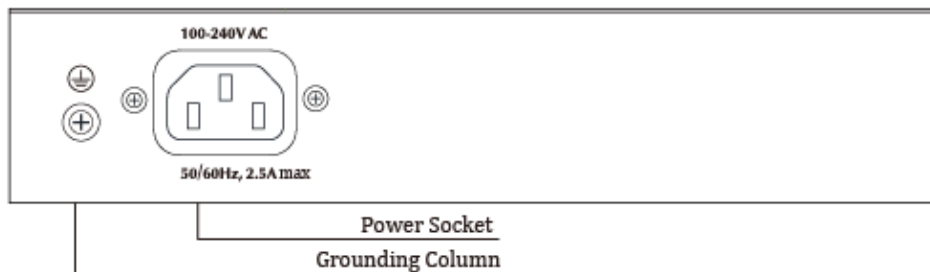 100-240V AC
50/60Hz, 2.5A max
Power Socket
Grounding Column